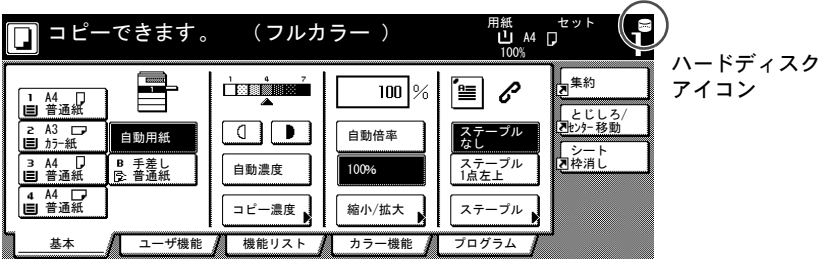 コピーできます。 (フルカラー)
用紙 セット
A4
100%
1
ハードディスク
アイコン
1 A4
普通紙
2 A3
カラー紙
3 A4
普通紙
4 A4
普通紙
1
自動用紙
B 手差し
普通紙
1 4 7
自動濃度
コピー濃度
100 %
自動倍率
100%
縮小/拡大
ステープル
なし
ステープル
1点左上
ステープル
集約
とじしろ/
センター移動
シート
枠消し
基本 ユーザ機能 機能リスト カラー機能 プログラム